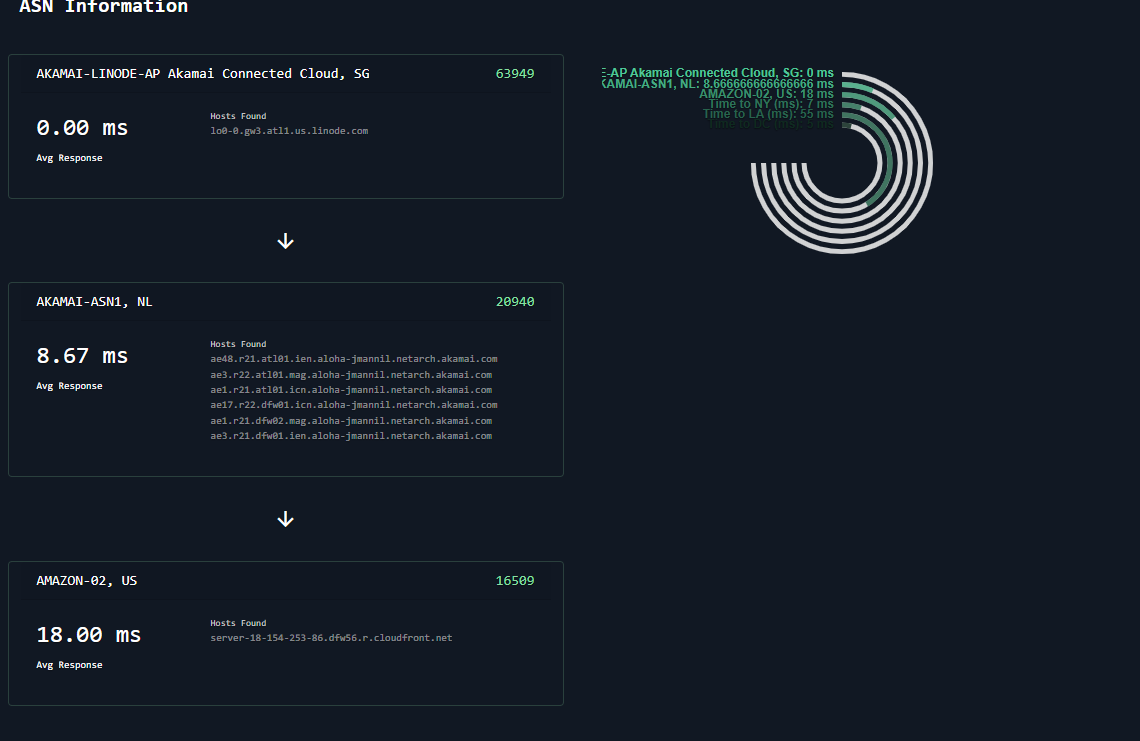 ASN Information
AKAMAI-LINODE-AP Akamai Connected Cloud, SG 63949
0.00 ms
Avg Response
Hosts Found
lo0-0.gw3.atl1.us.linode.com
AKAMAI-ASN1, NL 20940
8.67 ms
Avg Response
Hosts Found
ae48.r21.atl01.ien.aloha-jmannil.netarch.akamai.com
ae3.r22.atl01.mag.aloha-jmannil.netarch.akamai.com
ae1.r21.atl01.icn.aloha-jmannil.netarch.akamai.com
ae17.r22.dfw01.icn.aloha-jmannil.netarch.akamai.com
ae1.r21.dfw02.mag.aloha-jmannil.netarch.akamai.com
ae3.r21.dfw01.ien.aloha-jmannil.netarch.akamai.com
AMAZON-02, US 16509
18.00 ms
Avg Response
Hosts Found
server-18-154-253-86.dfw56.r.cloudfront.net
E-AP Akamai Connected Cloud, SG: 0 ms
KAMAI-ASN1, NL: 8.666666666666666 ms
AMAZON-02, US: 18 ms
Time to NY (ms): 7 ms
Time to LA (ms): 55 ms
Time to DC (ms): 5 ms